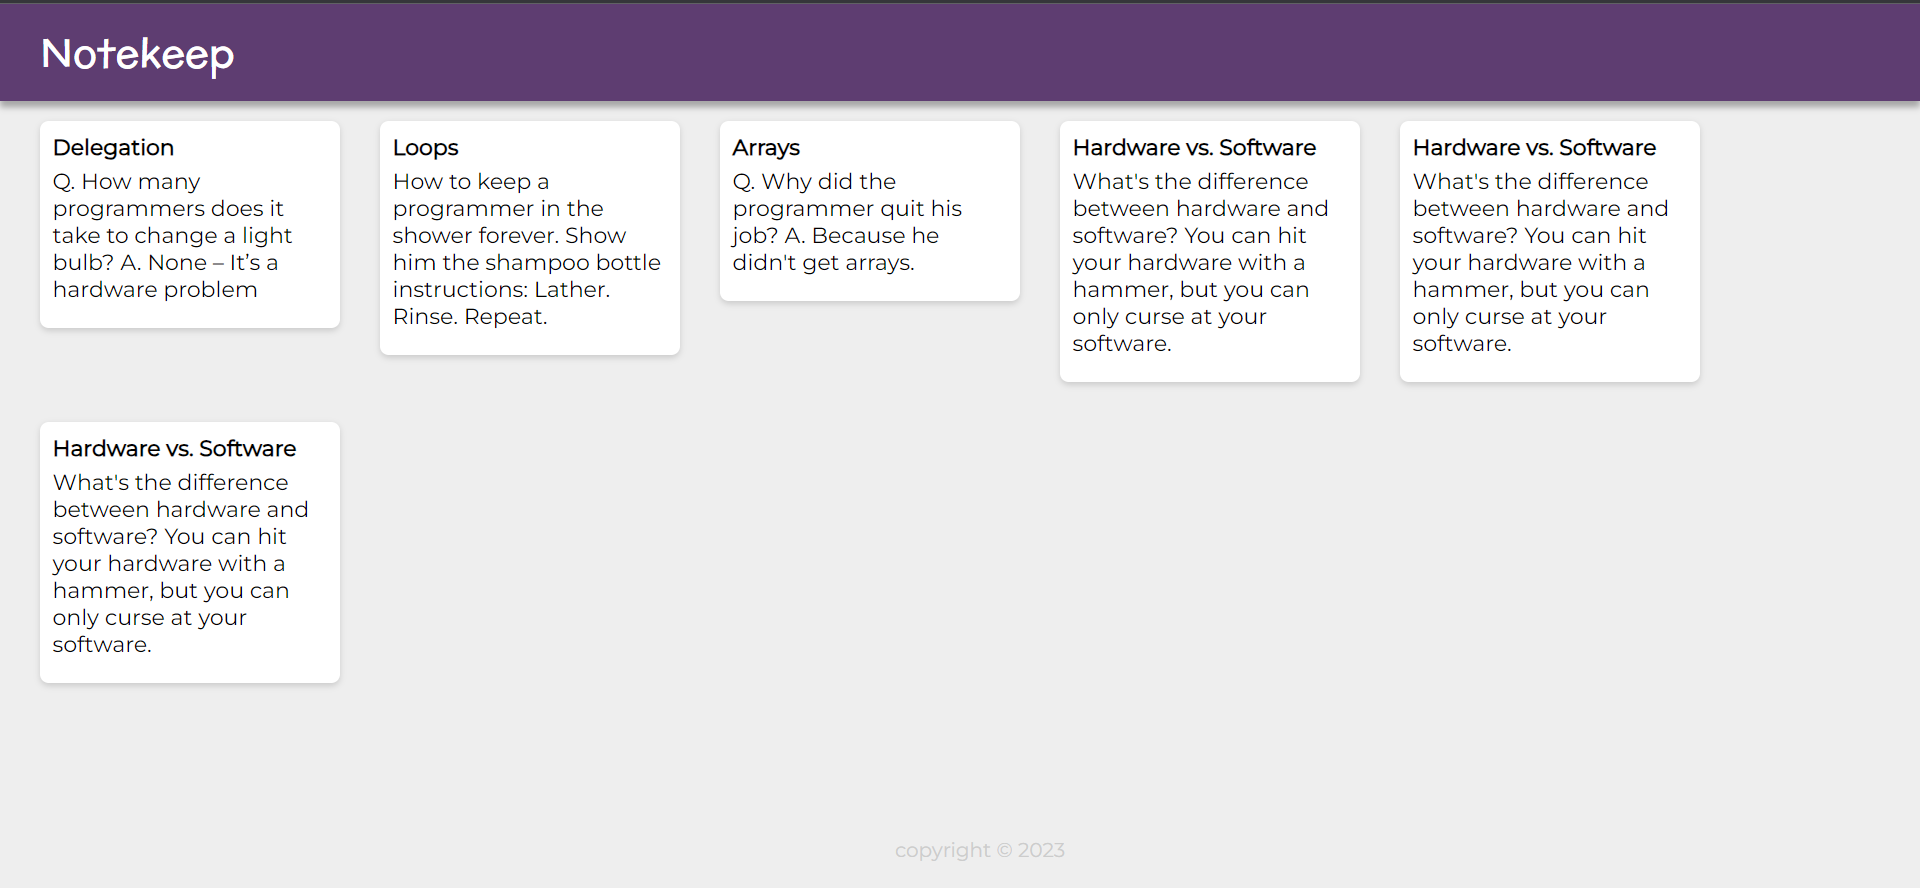 Notekeep
Delegation
Q. How many
programmers does it
take to change a light
bulb? A. None – It’s a
hardware problem
Loops
How to keep a
programmer in the
shower forever. Show
him the shampoo bottle
instructions: Lather.
Rinse. Repeat.
Arrays
Q. Why did the
programmer quit his
job? A. Because he
didn't get arrays.
Hardware vs. Software
What's the difference
between hardware and
software? You can hit
your hardware with a
hammer, but you can
only curse at your
software.
Hardware vs. Software
What's the difference
between hardware and
software? You can hit
your hardware with a
hammer, but you can
only curse at your
software.
Hardware vs. Software
What's the difference
between hardware and
software? You can hit
your hardware with a
hammer, but you can
only curse at your
software.
copyright © 2023